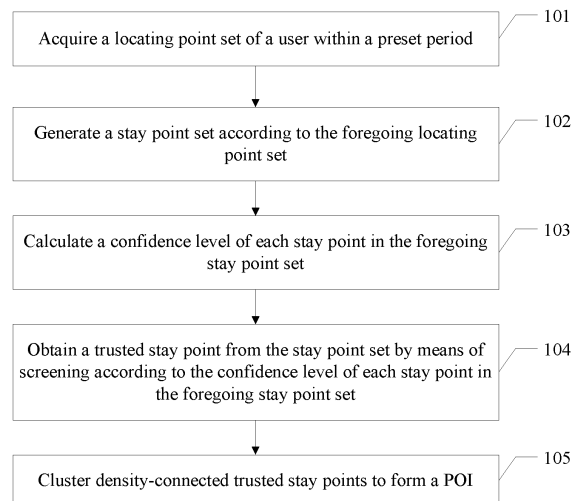 101
Acquire a locating point set of a user within a preset period
102
Generate a stay point set according to the foregoing locating
point set
103
Calculate a confidence level of each stay point in the foregoing
stay point set
104
Obtain a trusted stay point from the stay point set by means of
screening according to the confidence level of each stay point in
the foregoing stay point set
105
Cluster density-connected trusted stay points to form a POI